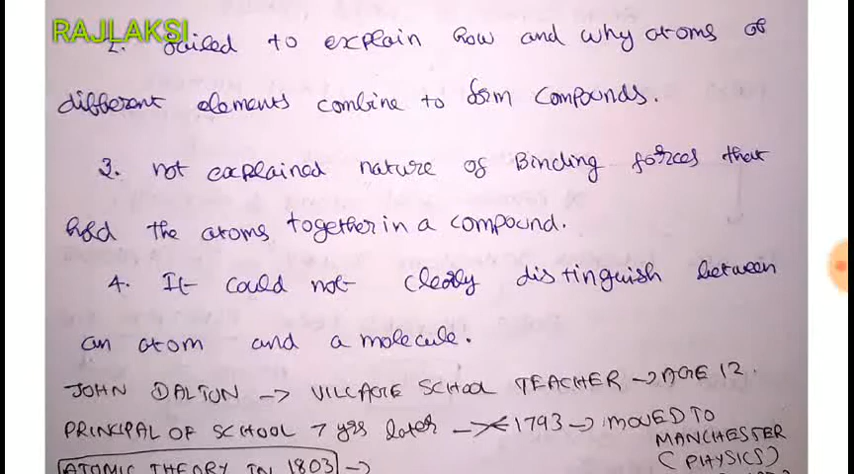 RAJLAKSI
2. failed to explain how and why atoms of
different elements combine to form compounds.
3. not explained nature of Binding forces that
hold the atoms together in a compound.
4. It could not clearly distinguish between
an atom and a molecule.
JOHN DALTON → VILLAGE SCHOOL TEACHER → AGE 12.
PRINCIPAL OF SCHOOL 7 yrs later → 1793 → MOVED TO
MANCHESTER
(PHYSICS)
ATOMIC THEORY IN 1803 →